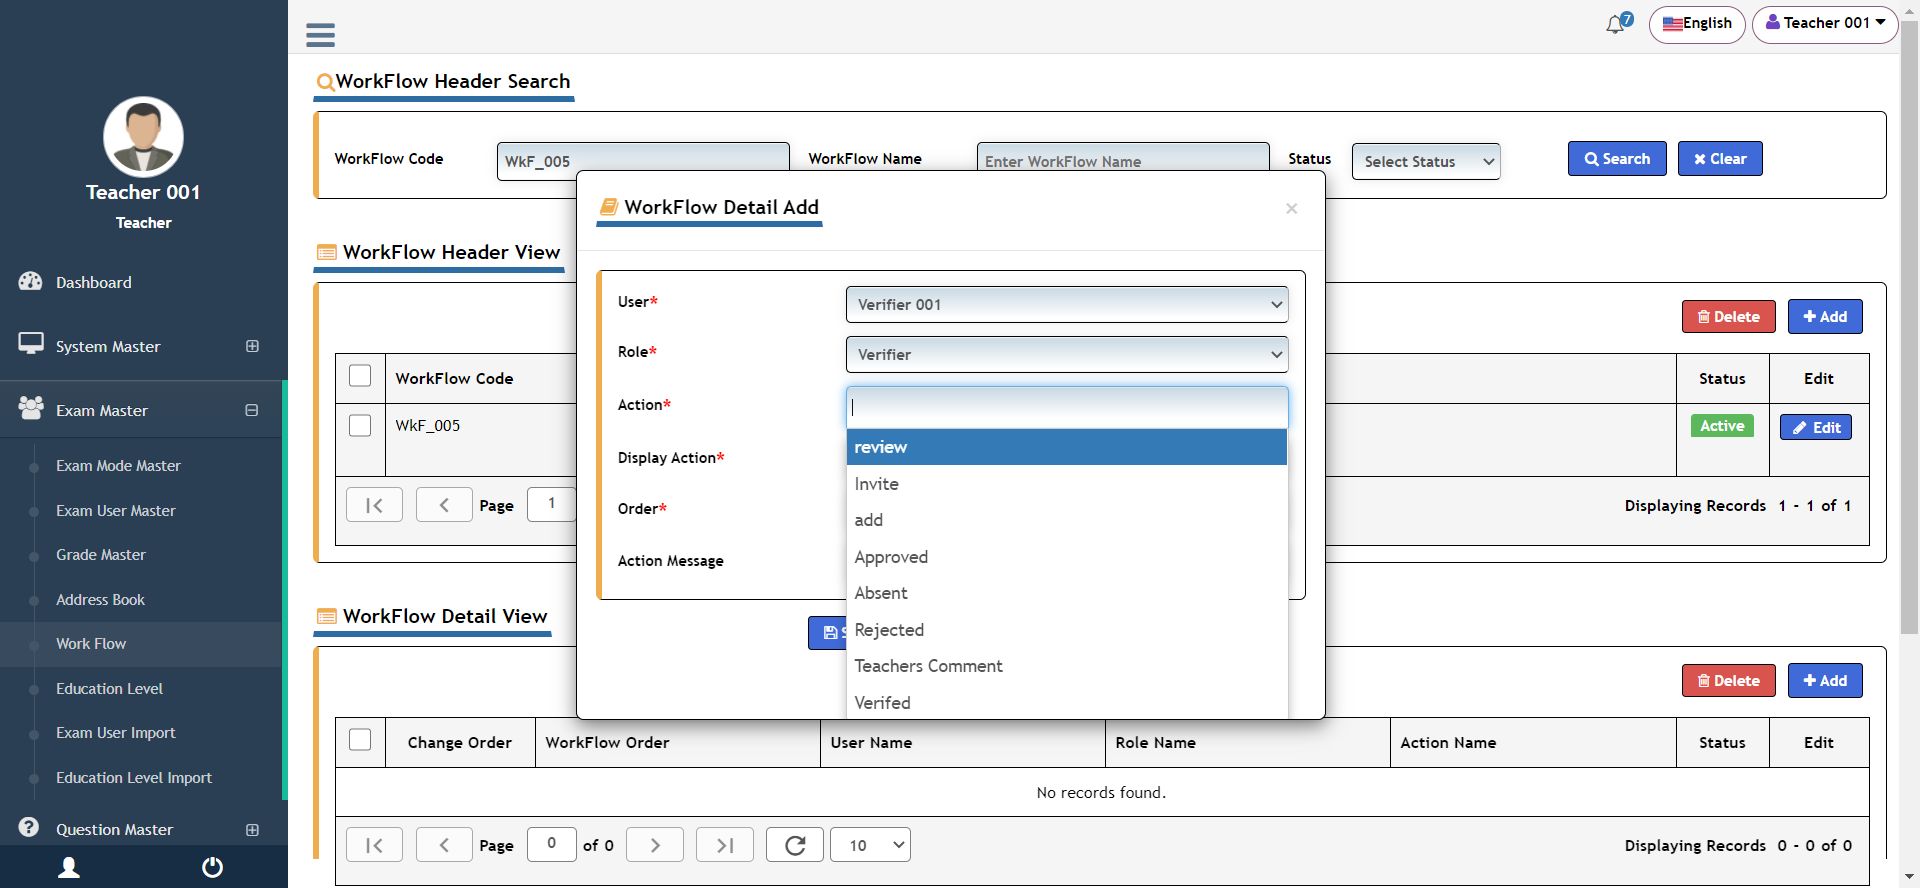 7
English
Teacher 001
Teacher 001
Teacher
Dashboard
System Master
Exam Master
Exam Mode Master
Exam User Master
Grade Master
Address Book
Work Flow
Education Level
Exam User Import
Education Level Import
Question Master
WorkFlow Header Search
WorkFlow Code
WkF_005
WorkFlow Name
Enter WorkFlow Name
Status
Select Status
Search
Clear
WorkFlow Header View
Delete
Add
WorkFlow Code
Status
Edit
WkF_005
Active
Edit
Page
1
Displaying Records 1 - 1 of 1
WorkFlow Detail Add
×
User*
Verifier 001
Role*
Verifier
Action*
review
Invite
add
Approved
Absent
Rejected
Teachers Comment
Verifed
Display Action*
Order*
Action Message
WorkFlow Detail View
Delete
Add
Change Order
WorkFlow Order
User Name
Role Name
Action Name
Status
Edit
No records found.
Page
0
of 0
10
Displaying Records 0 - 0 of 0